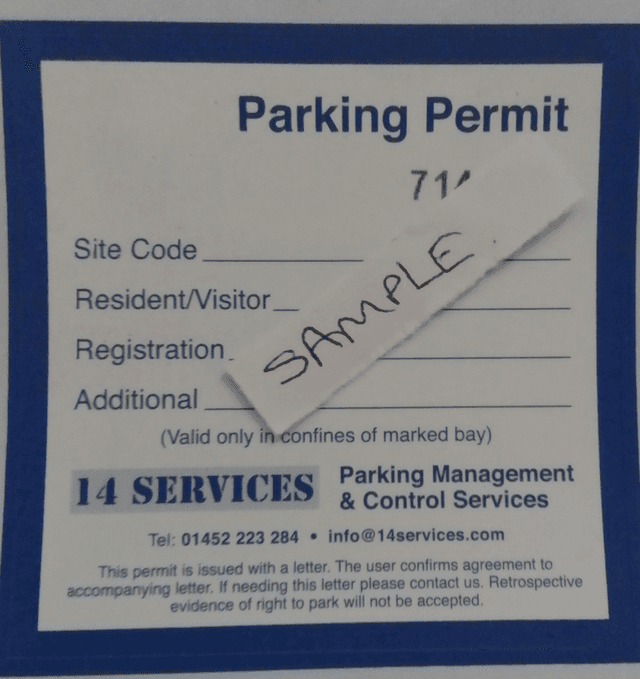 Parking Permit
71
Site Code
Resident/Visitor
Registration
Additional
SAMPLE
(Valid only in confines of marked bay)
14 SERVICES
Parking Management
& Control Services
Tel: 01452 223 284 • info@14services.com
This permit is issued with a letter. The user confirms agreement to
accompanying letter. If needing this letter please contact us. Retrospective
evidence of right to park will not be accepted.